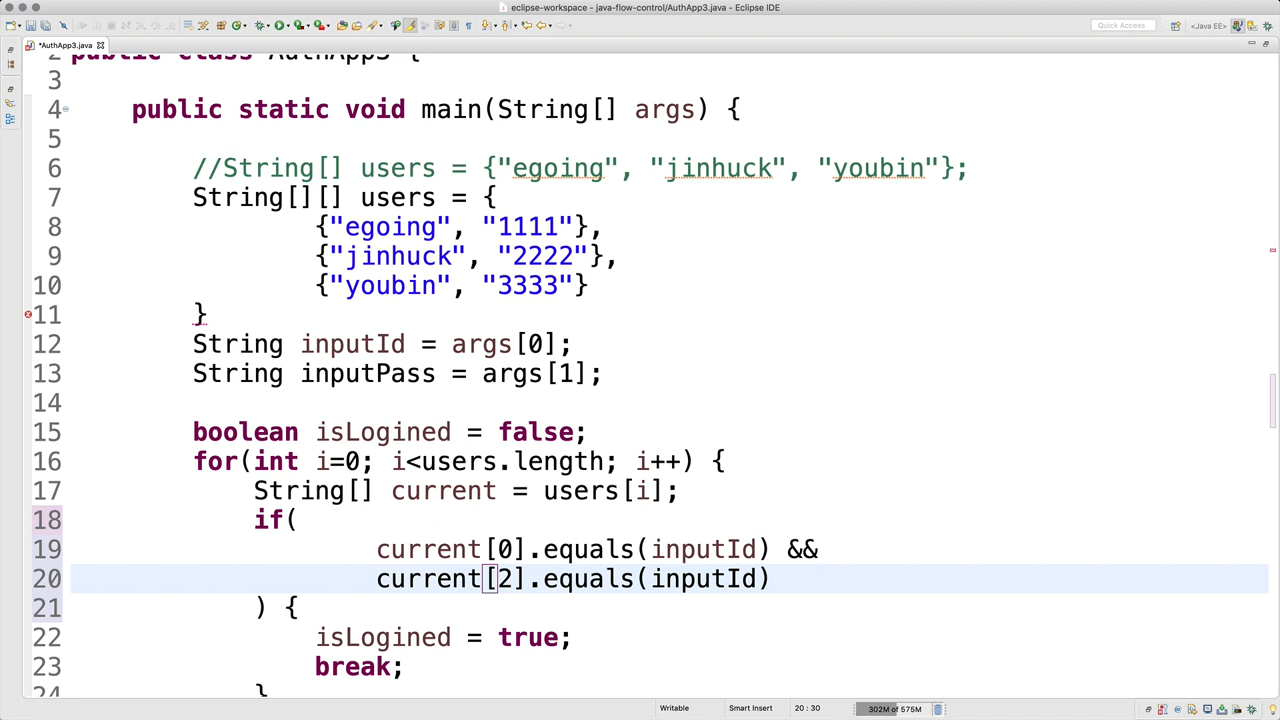 eclipse-workspace - java-flow-control/AuthApp3.java - Eclipse IDE
Quick Access
<Java EE>
*AuthApp3.java
2 public class AuthApp3 {
3
4 public static void main(String[] args) {
5
6 //String[] users = {"egoing", "jinhuck", "youbin"};
7 String[][] users = {
8 {"egoing", "1111"},
9 {"jinhuck", "2222"},
10 {"youbin", "3333"}
11 }
12 String inputId = args[0];
13 String inputPass = args[1];
14
15 boolean isLogined = false;
16 for(int i=0; i<users.length; i++) {
17 String[] current = users[i];
18 if(
19 current[0].equals(inputId) &&
20 current[2].equals(inputId)
21 ) {
22 isLogined = true;
23 break;
24 }
Writable
Smart Insert
20 : 30
302M of 575M